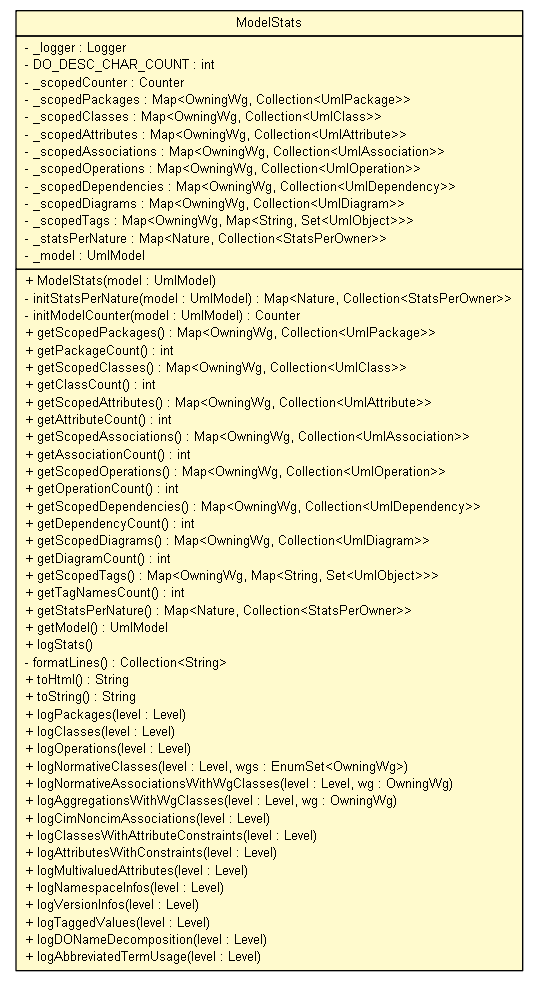 ModelStats
- _logger : Logger
- DO_DESC_CHAR_COUNT : int
- _scopedCounter : Counter
- _scopedPackages : Map<OwningWg, Collection<UmlPackage>>
- _scopedClasses : Map<OwningWg, Collection<UmlClass>>
- _scopedAttributes : Map<OwningWg, Collection<UmlAttribute>>
- _scopedAssociations : Map<OwningWg, Collection<UmlAssociation>>
- _scopedOperations : Map<OwningWg, Collection<UmlOperation>>
- _scopedDependencies : Map<OwningWg, Collection<UmlDependency>>
- _scopedDiagrams : Map<OwningWg, Collection<UmlDiagram>>
- _scopedTags : Map<OwningWg, Map<String, Set<UmlObject>>>
- _statsPerNature : Map<Nature, Collection<StatsPerOwner>>
- _model : UmlModel
+ ModelStats(model : UmlModel)
- initStatsPerNature(model : UmlModel) : Map<Nature, Collection<StatsPerOwner>>
- initModelCounter(model : UmlModel) : Counter
+ getScopedPackages() : Map<OwningWg, Collection<UmlPackage>>
+ getPackageCount() : int
+ getScopedClasses() : Map<OwningWg, Collection<UmlClass>>
+ getClassCount() : int
+ getScopedAttributes() : Map<OwningWg, Collection<UmlAttribute>>
+ getAttributeCount() : int
+ getScopedAssociations() : Map<OwningWg, Collection<UmlAssociation>>
+ getAssociationCount() : int
+ getScopedOperations() : Map<OwningWg, Collection<UmlOperation>>
+ getOperationCount() : int
+ getScopedDependencies() : Map<OwningWg, Collection<UmlDependency>>
+ getDependencyCount() : int
+ getScopedDiagrams() : Map<OwningWg, Collection<UmlDiagram>>
+ getDiagramCount() : int
+ getScopedTags() : Map<OwningWg, Map<String, Set<UmlObject>>>
+ getTagNamesCount() : int
+ getStatsPerNature() : Map<Nature, Collection<StatsPerOwner>>
+ getModel() : UmlModel
+ logStats()
- formatLines() : Collection<String>
+ toHtml() : String
+ toString() : String
+ logPackages(level : Level)
+ logClasses(level : Level)
+ logOperations(level : Level)
+ logNormativeClasses(level : Level, wgs : EnumSet<OwningWg>)
+ logNormativeAssociationsWithWgClasses(level : Level, wg : OwningWg)
+ logAggregationsWithWgClasses(level : Level, wg : OwningWg)
+ logCimNoncimAssociations(level : Level)
+ logClassesWithAttributeConstraints(level : Level)
+ logAttributesWithConstraints(level : Level)
+ logMultivaluedAttributes(level : Level)
+ logNamespaceInfos(level : Level)
+ logVersionInfos(level : Level)
+ logTaggedValues(level : Level)
+ logDONameDecomposition(level : Level)
+ logAbbreviatedTermUsage(level : Level)